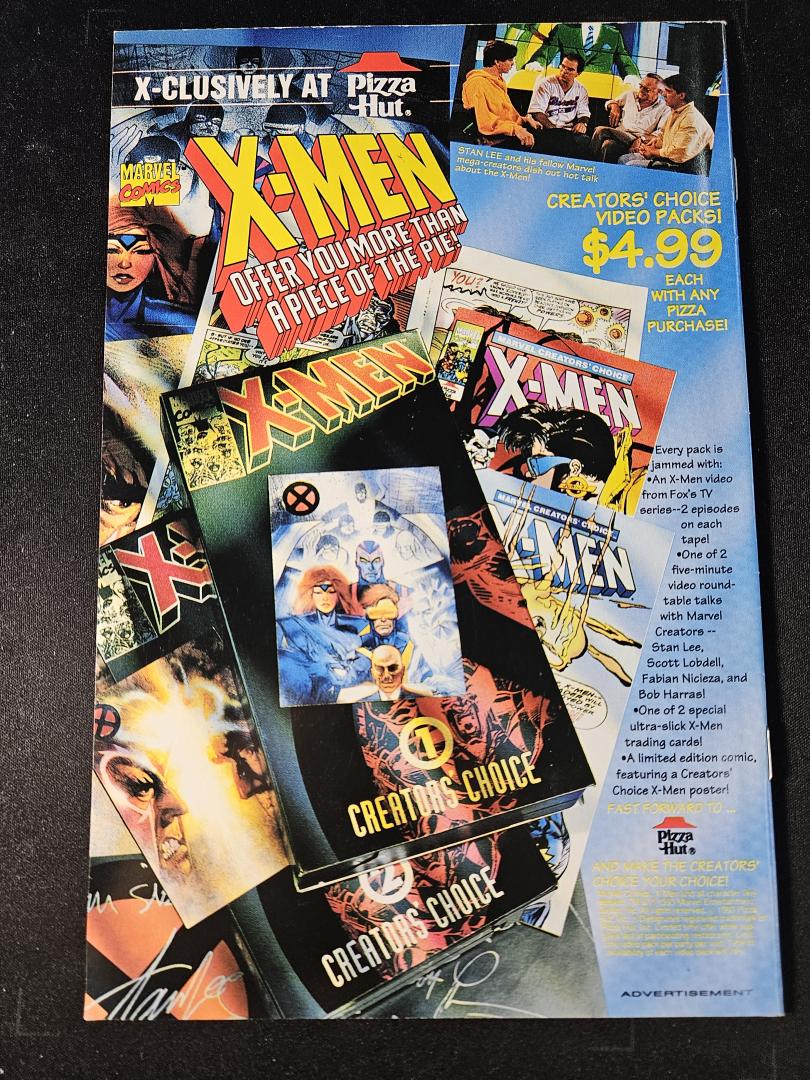 X-CLUSIVELY AT
Pizza
Hut®
MARVEL
COMICS
X-MEN
OFFER YOU MORE THAN
A PIECE OF THE PIE!
STAN LEE and his fellow Marvel
mega-creators dish out hot talk
about the X-Men!
CREATORS' CHOICE
VIDEO PACKS!
$4.99
EACH
WITH ANY
PIZZA
PURCHASE!
YOU?
MARVEL CREATORS' CHOICE
X-MEN
X-MEN
MARVEL CREATORS' CHOICE
X-MEN
Every pack is
jammed with:
•An X-Men video
from Fox's TV
series--2 episodes
on each
tape!
•One of 2
five-minute
video round-
table talks
with Marvel
Creators --
Stan Lee,
Scott Lobdell,
Fabian Nicieza, and
Bob Harras!
•One of 2 special
ultra-slick X-Men
trading cards!
•A limited edition comic,
featuring a Creators'
Choice X-Men poster!
FAST FORWARD TO ...
Pizza
Hut®
AND MAKE THE CREATORS'
CHOICE YOUR CHOICE!
X
1
CREATORS' CHOICE
2
CREATORS' CHOICE
Stan Lee
ADVERTISEMENT